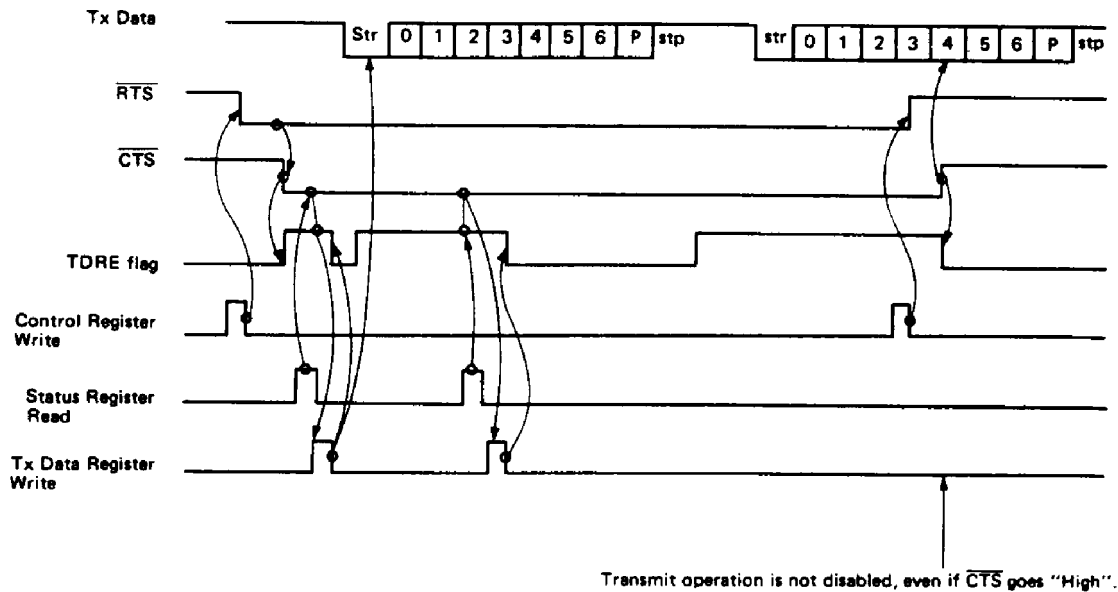 Tx Data
Str 0 1 2 3 4 5 6 P stp
str 0 1 2 3 4 5 6 P stp
RTS
CTS
TDRE flag
Control Register
Write
Status Register
Read
Tx Data Register
Write
Transmit operation is not disabled, even if CTS goes "High".